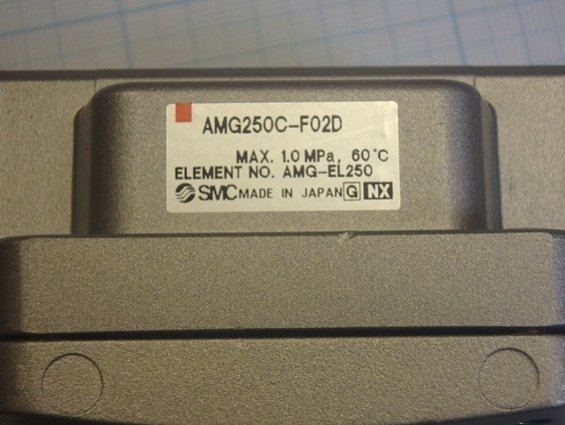 AMG250C-F02D
MAX. 1.0 MPa, 60°C
ELEMENT NO. AMG-EL250
SMC MADE IN JAPAN G NX